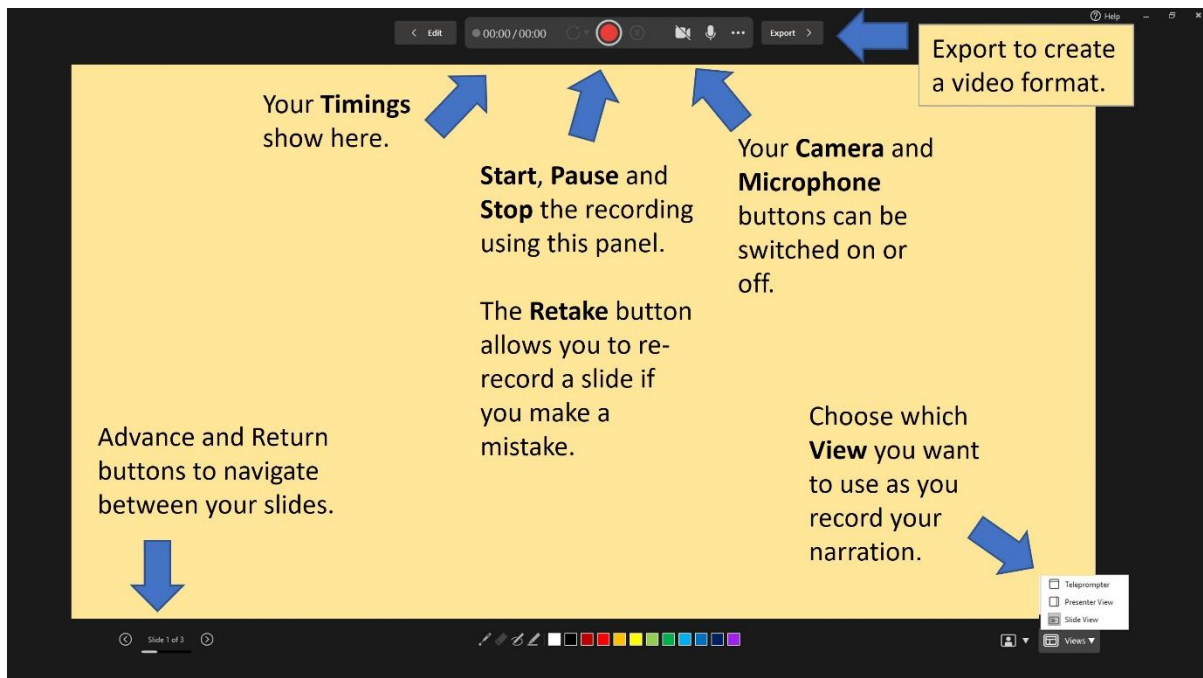 Help
Edit
00:00 / 00:00
Export
Export to create
a video format.
Your Timings
show here.
Start, Pause and
Stop the recording
using this panel.
The Retake button
allows you to re-
record a slide if
you make a
mistake.
Your Camera and
Microphone
buttons can be
switched on or
off.
Advance and Return
buttons to navigate
between your slides.
Choose which
View you want
to use as you
record your
narration.
Teleprompter
Presenter View
Slide View
Slide 1 of 3
Views